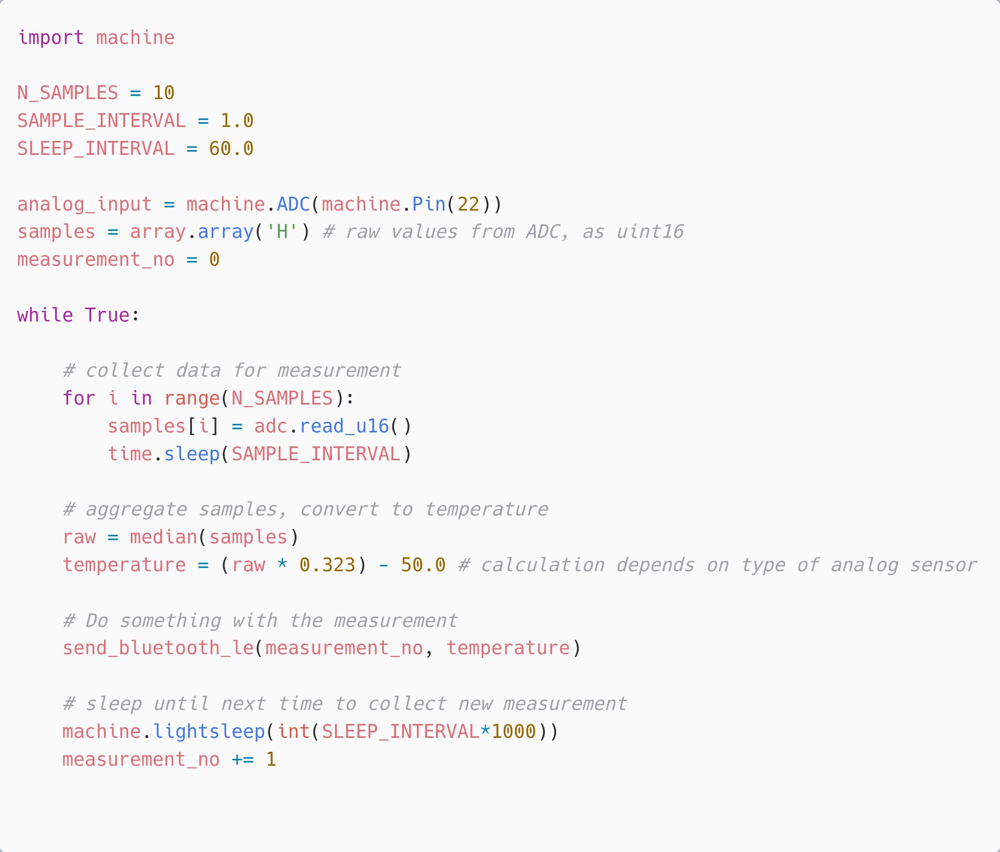 import machine
N_SAMPLES = 10
SAMPLE_INTERVAL = 1.0
SLEEP_INTERVAL = 60.0
analog_input = machine.ADC(machine.Pin(22))
samples = array.array('H') # raw values from ADC, as uint16
measurement_no = 0
while True:
    # collect data for measurement
    for i in range(N_SAMPLES):
        samples[i] = adc.read_u16()
        time.sleep(SAMPLE_INTERVAL)
    # aggregate samples, convert to temperature
    raw = median(samples)
    temperature = (raw * 0.323) - 50.0 # calculation depends on type of analog sensor
    # Do something with the measurement
    send_bluetooth_le(measurement_no, temperature)
    # sleep until next time to collect new measurement
    machine.lightsleep(int(SLEEP_INTERVAL*1000))
    measurement_no += 1